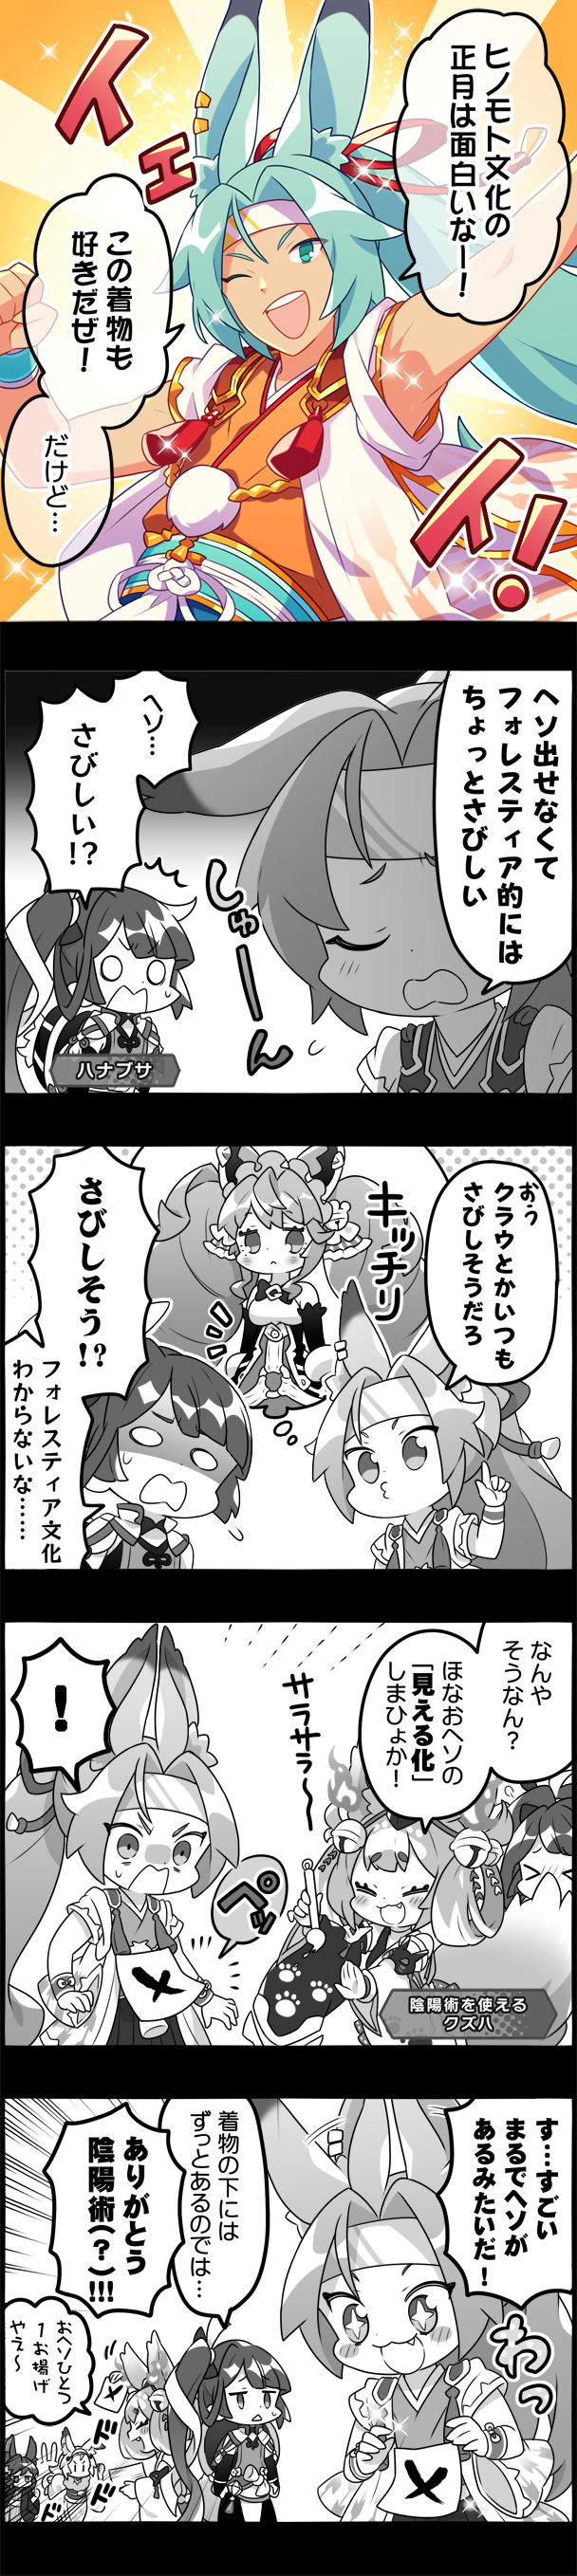 ヒノモト文化の
正月は面白いなー！
イェイ！
この着物も
好きだぜ！
だけど…
ヘソ出せなくて
フォレスティア的には
ちょっとさびしい
しゅーん
ヘソ…
さびしい！？
ハナブサ
おぅ
クラウとかいつも
さびしそうだろ
キッチリ
さびしそう！？
フォレスティア文化
わからないな……
なんや
そうなん？
ほなおヘソの
「見える化」
しまひょか！
サラサラ〜
ペッ
！
陰陽術を使える
クズハ
す…すごい
まるでヘソが
あるみたいだ！
わっ
着物の下には
ずっとあるのでは…
ありがとう
陰陽術(？)!!!
おヘソひとつ
1お揚げ
やえ〜
ドドド